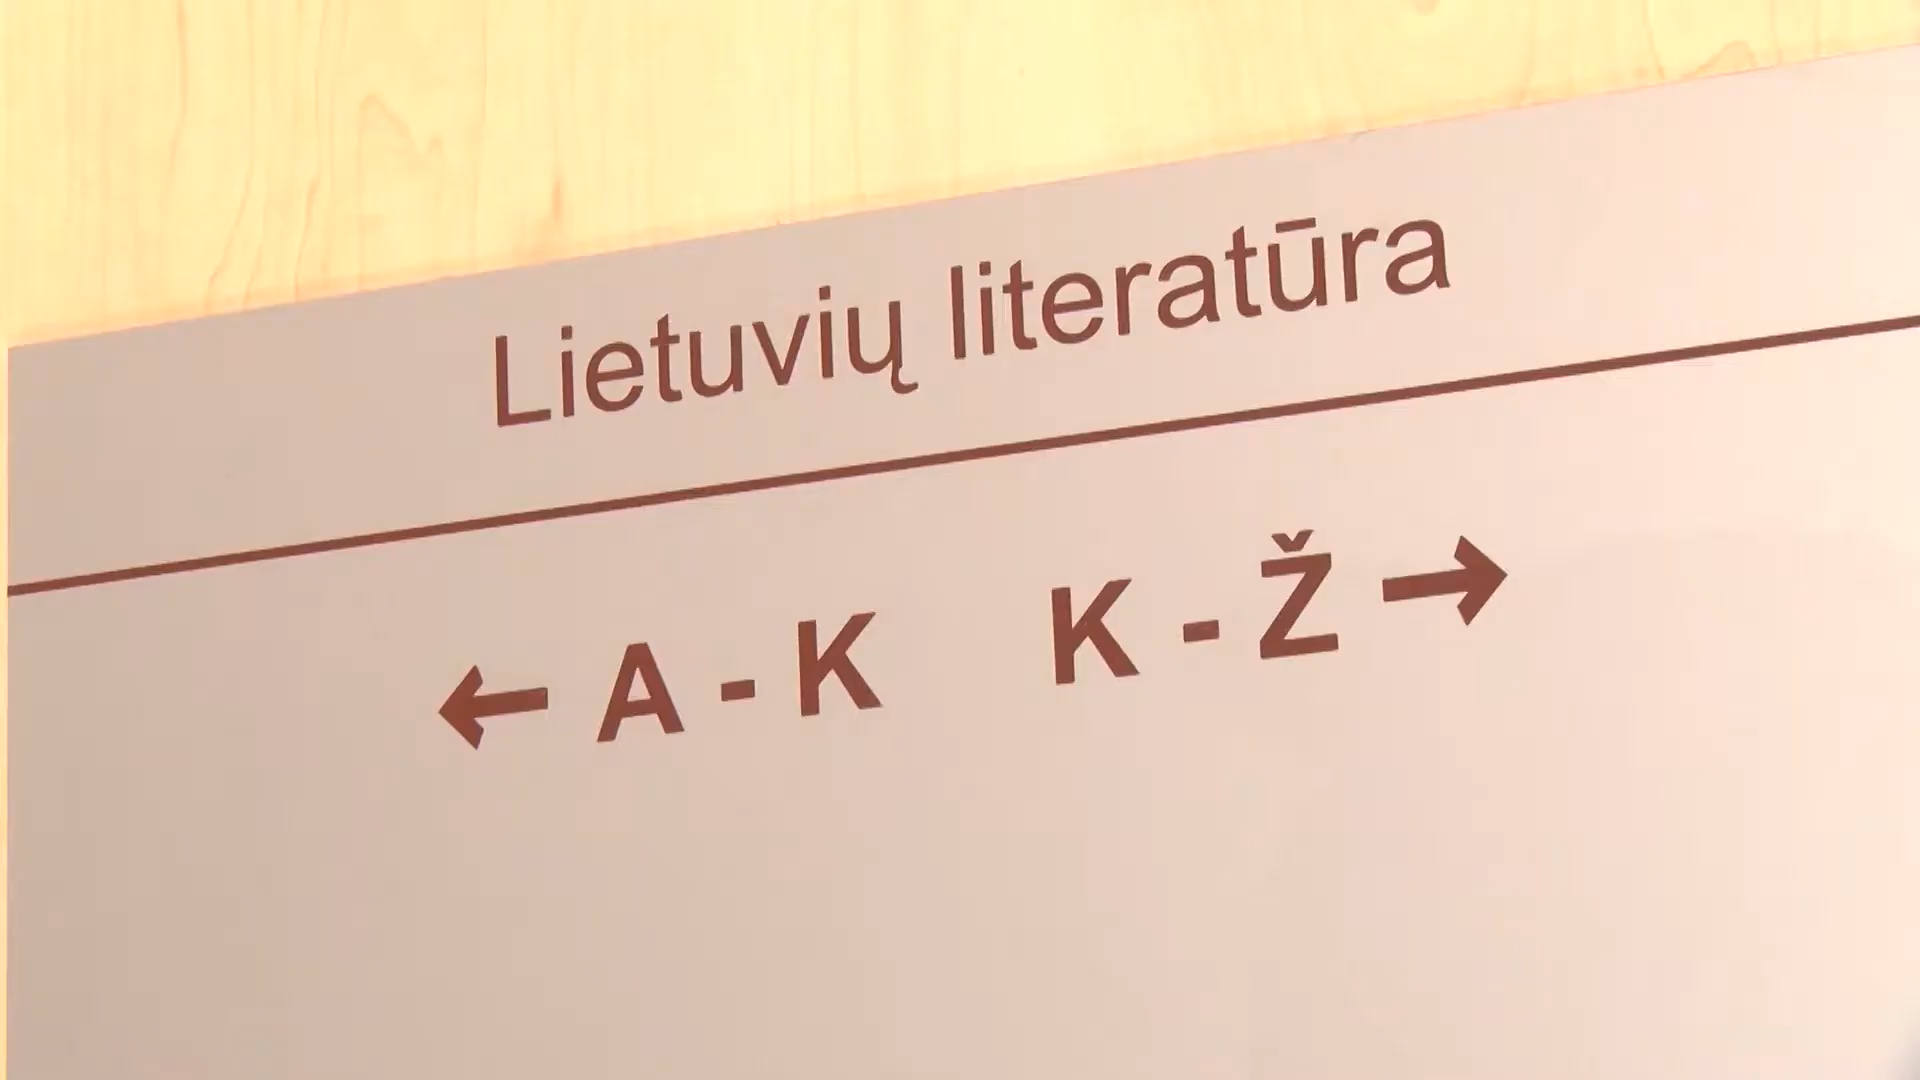 Lietuvių literatūra
← A - K K - Ž →